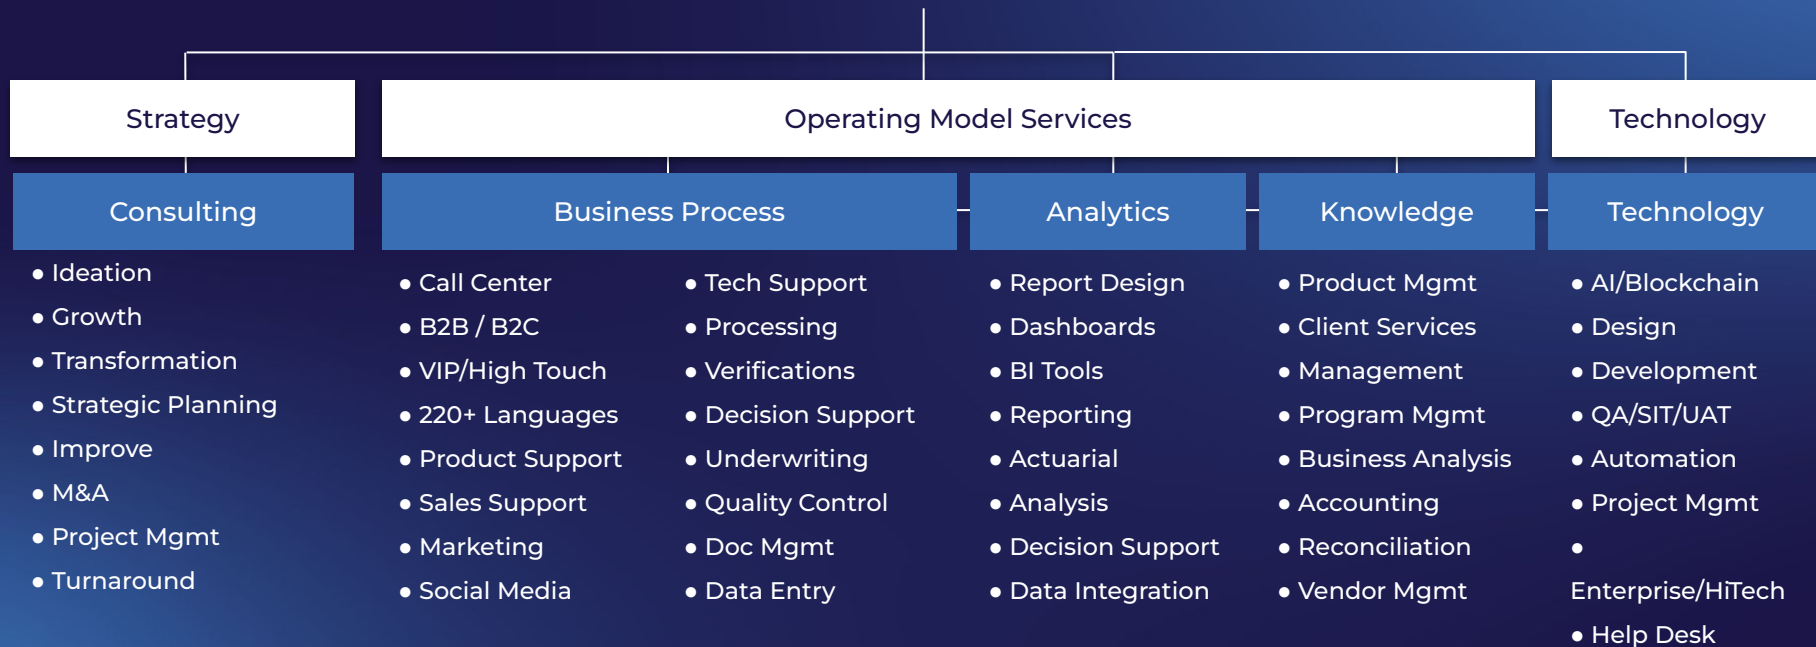 Strategy
Operating Model Services
Technology
Consulting
Business Process
Analytics
Knowledge
Technology
● Ideation
● Growth
● Transformation
● Strategic Planning
● Improve
● M&A
● Project Mgmt
● Turnaround
● Call Center
● B2B / B2C
● VIP/High Touch
● 220+ Languages
● Product Support
● Sales Support
● Marketing
● Social Media
● Tech Support
● Processing
● Verifications
● Decision Support
● Underwriting
● Quality Control
● Doc Mgmt
● Data Entry
● Report Design
● Dashboards
● BI Tools
● Reporting
● Actuarial
● Analysis
● Decision Support
● Data Integration
● Product Mgmt
● Client Services
● Management
● Program Mgmt
● Business Analysis
● Accounting
● Reconciliation
● Vendor Mgmt
● AI/Blockchain
● Design
● Development
● QA/SIT/UAT
● Automation
● Project Mgmt
●
Enterprise/HiTech
● Help Desk